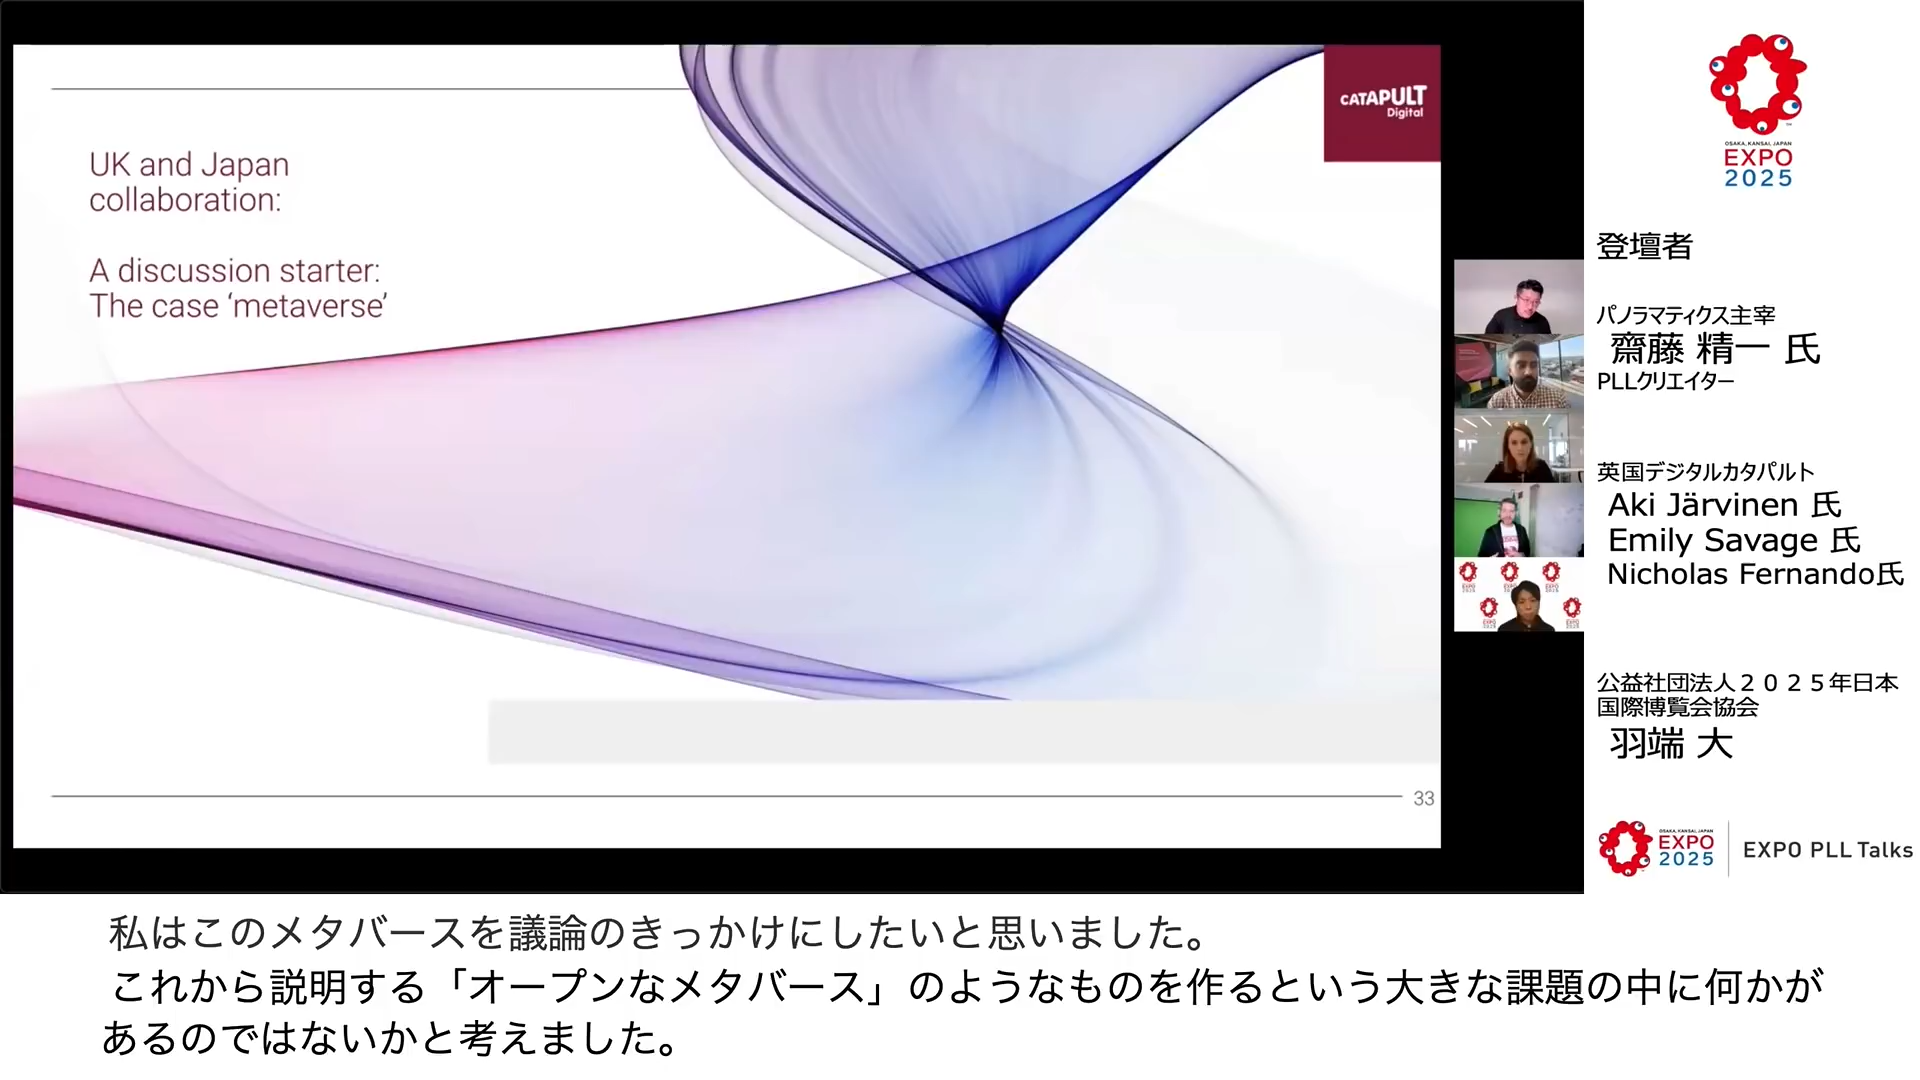 UK and Japan
collaboration:
A discussion starter:
The case ‘metaverse’
CATAPULT
Digital
33
OSAKA, KANSAI, JAPAN
EXPO
2025
登壇者
パノラマティクス主宰
齋藤 精一 氏
PLLクリエイター
英国デジタルカタパルト
Aki Järvinen 氏
Emily Savage 氏
Nicholas Fernando氏
公益社団法人２０２５年日本
国際博覧会協会
羽端 大
OSAKA, KANSAI, JAPAN
EXPO
2025
EXPO PLL Talks
私はこのメタバースを議論のきっかけにしたいと思いました。
これから説明する「オープンなメタバース」のようなものを作るという大きな課題の中に何かが
あるのではないかと考えました。